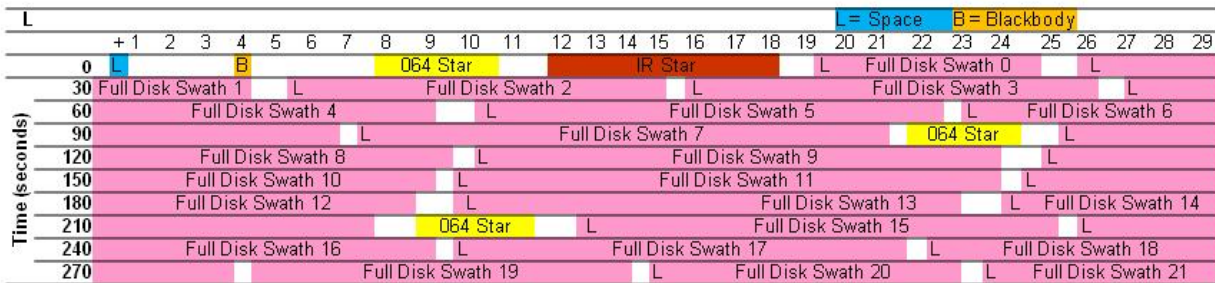 L L = Space B = Blackbody
+ 1 2 3 4 5 6 7 8 9 10 11 12 13 14 15 16 17 18 19 20 21 22 23 24 25 26 27 28 29
0 L B 064 Star IR Star L Full Disk Swath 0 L
30 Full Disk Swath 1 L Full Disk Swath 2 L Full Disk Swath 3 L
60 Full Disk Swath 4 L Full Disk Swath 5 L Full Disk Swath 6
90 L Full Disk Swath 7 064 Star L
120 Full Disk Swath 8 L Full Disk Swath 9 L
150 Full Disk Swath 10 L Full Disk Swath 11 L
180 Full Disk Swath 12 L Full Disk Swath 13 L Full Disk Swath 14
210 064 Star L Full Disk Swath 15 L
240 Full Disk Swath 16 L Full Disk Swath 17 L Full Disk Swath 18
270 Full Disk Swath 19 L Full Disk Swath 20 L Full Disk Swath 21
Time (seconds)